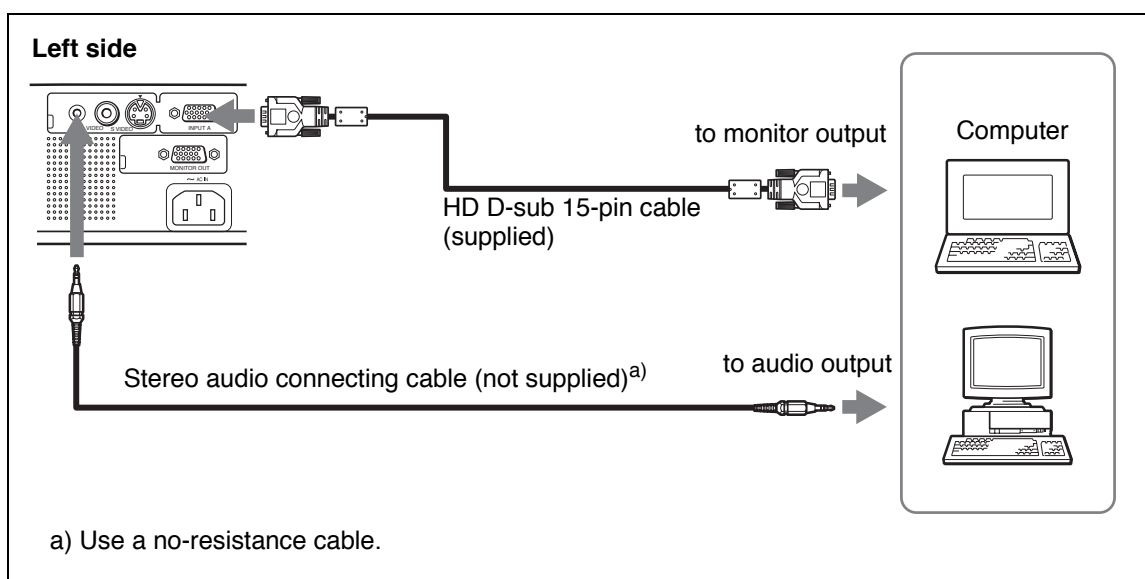 Left side
VIDEO
S VIDEO
INPUT A
MONITOR OUT
~ AC IN
to monitor output
Computer
HD D-sub 15-pin cable
(supplied)
to audio output
Stereo audio connecting cable (not supplied)a)
a) Use a no-resistance cable.